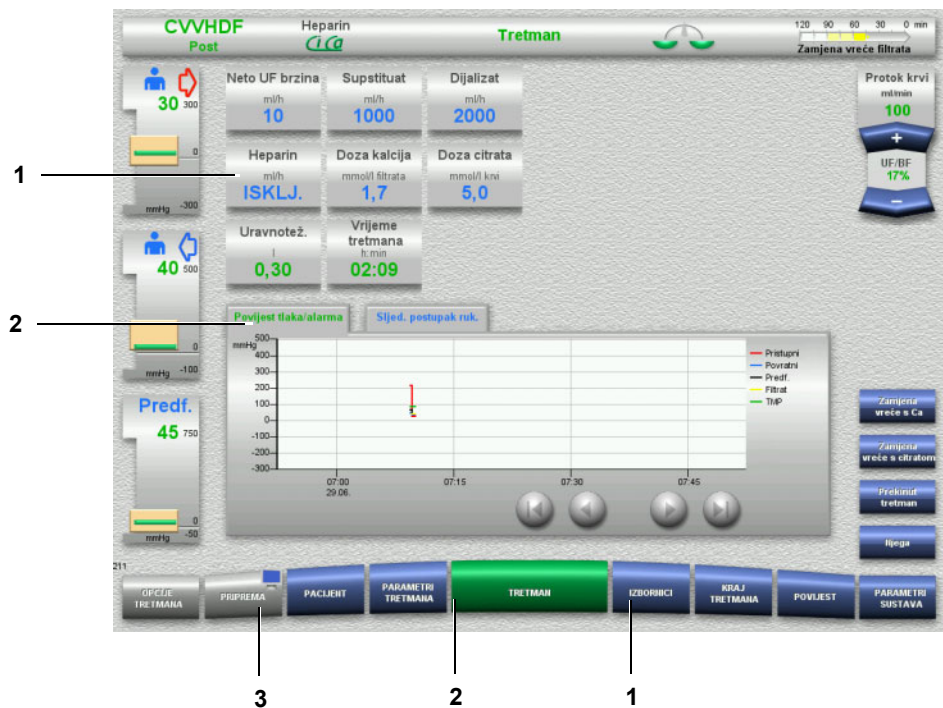 CVVHDF
Post
Heparin
CiCa
Tretman
120 90 60 30 0 min
Zamjena vreće filtrata
30
300
0
mmHg -300
40
500
0
mmHg -100
Predf.
45
750
0
mmHg -50
Neto UF brzina
ml/h
10
Supstituat
ml/h
1000
Dijalizat
ml/h
2000
Heparin
ml/h
ISKLJ.
Doza kalcija
mmol/l filtrata
1,7
Doza citrata
mmol/l krvi
5,0
Uravnotež.
l
0,30
Vrijeme
tretmana
h:min
02:09
Protok krvi
ml/min
100
+
UF/BF
17%
−
Povijest tlaka/alarma
Sljed. postupak ruk.
mmHg
500
400
300
200
100
0
-100
-200
-300
07:00
29.06.
07:15
07:30
07:45
Pristupni
Povratni
Predf.
Filtrat
TMP
Zamjena
vreće s Ca
Zamjena
vreće s citratom
Prekinut
tretman
Njega
211
OPCIJE
TRETMANA
PRIPREMA
PACIJENT
PARAMETRI
TRETMANA
TRETMAN
IZBORNICI
KRAJ
TRETMANA
POVIJEST
PARAMETRI
SUSTAVA
1
2
3
2
1